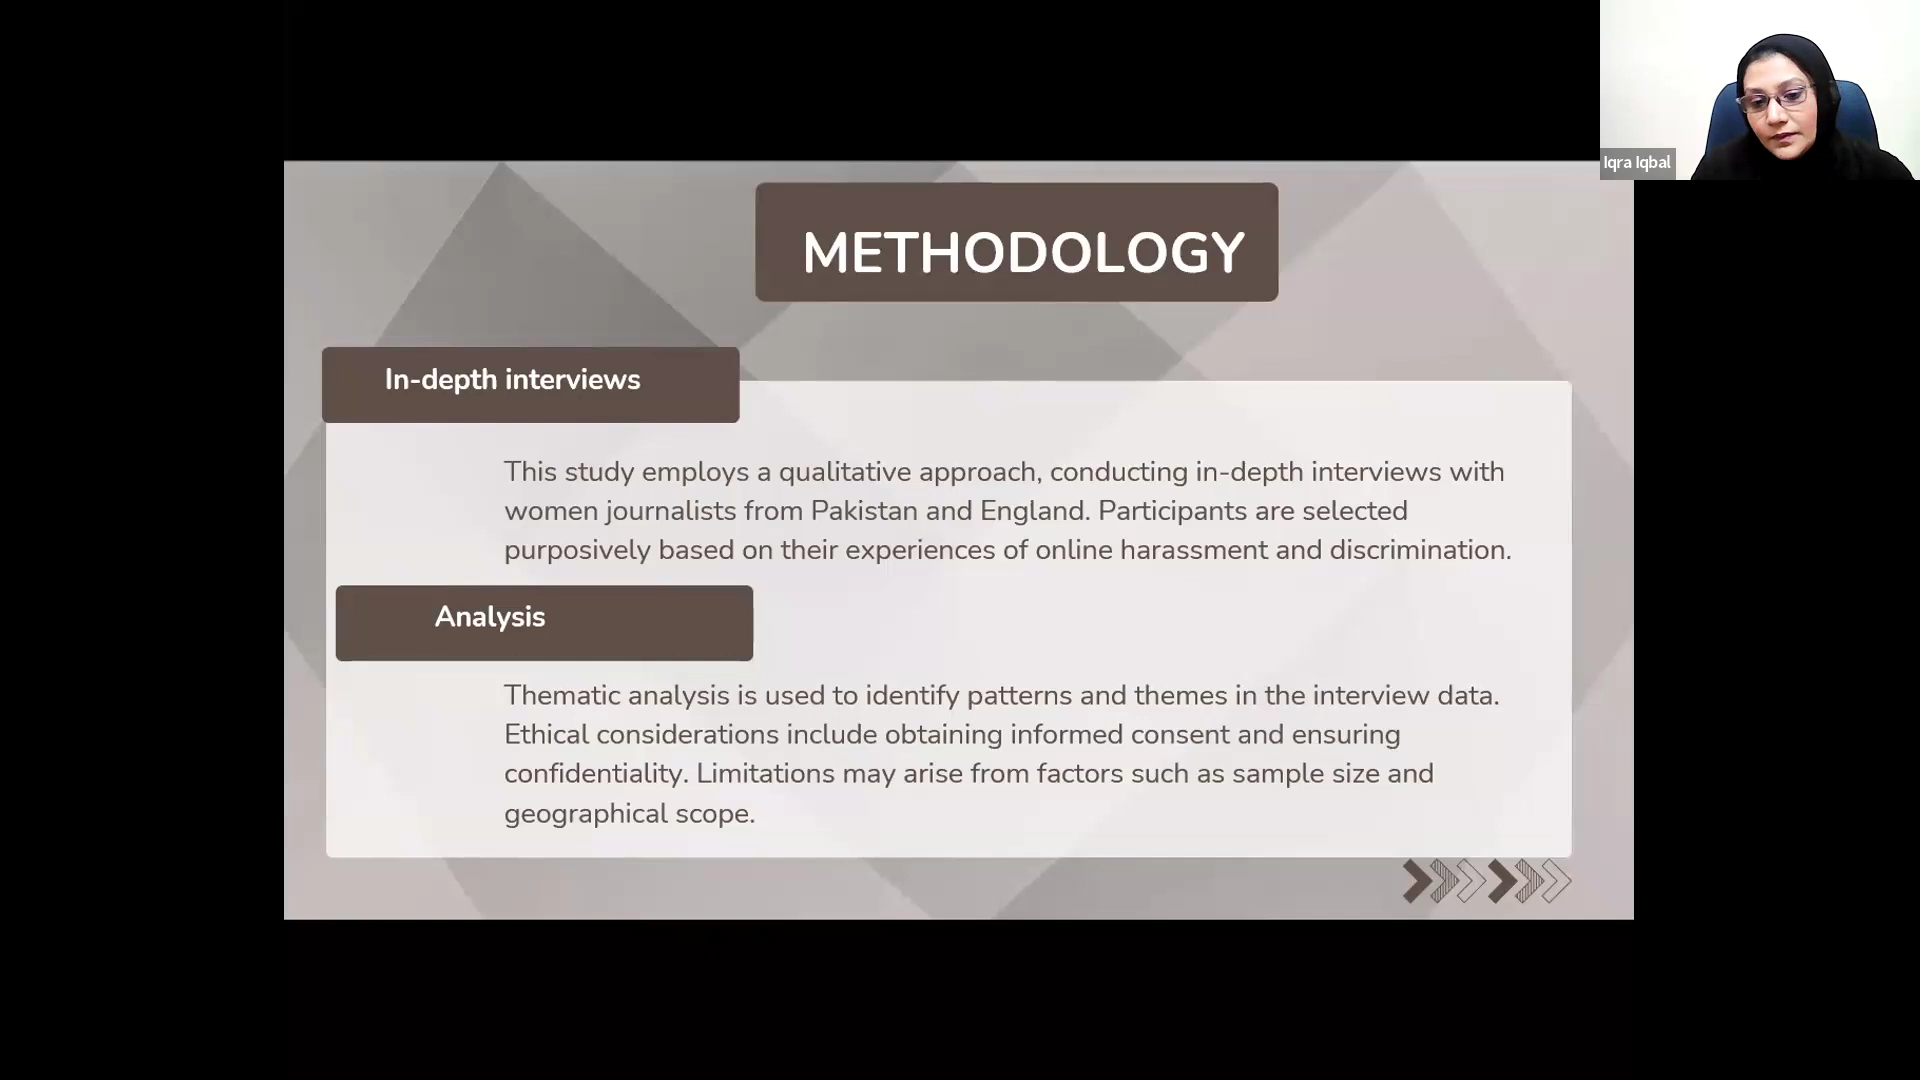 Iqra Iqbal
METHODOLOGY
In-depth interviews
This study employs a qualitative approach, conducting in-depth interviews with
women journalists from Pakistan and England. Participants are selected
purposively based on their experiences of online harassment and discrimination.
Analysis
Thematic analysis is used to identify patterns and themes in the interview data.
Ethical considerations include obtaining informed consent and ensuring
confidentiality. Limitations may arise from factors such as sample size and
geographical scope.